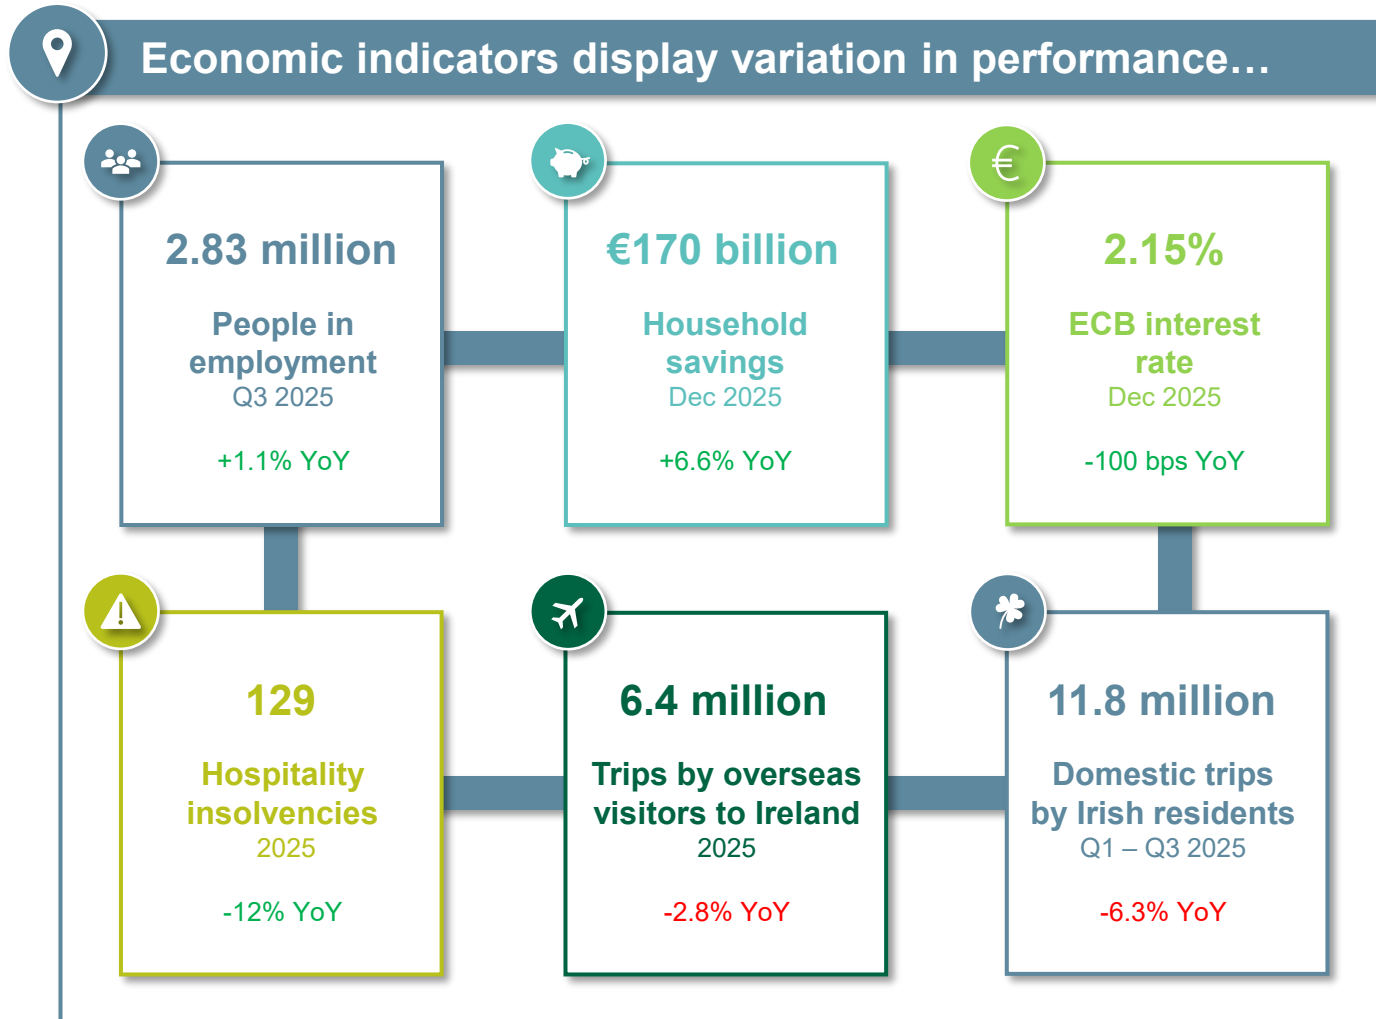 Economic indicators display variation in performance…
2.83 million
People in
employment
Q3 2025
+1.1% YoY
€170 billion
Household
savings
Dec 2025
+6.6% YoY
€
2.15%
ECB interest
rate
Dec 2025
-100 bps YoY
129
Hospitality
insolvencies
2025
-12% YoY
6.4 million
Trips by overseas
visitors to Ireland
2025
-2.8% YoY
11.8 million
Domestic trips
by Irish residents
Q1 – Q3 2025
-6.3% YoY